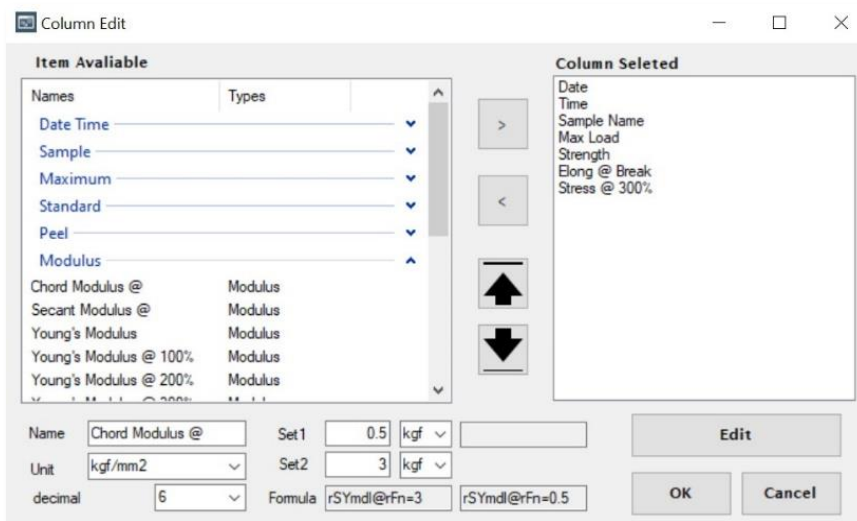 Column Edit
Item Avaliable
Names Types
Date Time
Sample
Maximum
Standard
Peel
Modulus
Chord Modulus @ Modulus
Secant Modulus @ Modulus
Young's Modulus Modulus
Young's Modulus @ 100% Modulus
Young's Modulus @ 200% Modulus
>
<
Column Seleted
Date
Time
Sample Name
Max Load
Strength
Elong @ Break
Stress @ 300%
Name Chord Modulus @ Set1 0.5 kgf
Unit kgf/mm2 Set2 3 kgf
decimal 6 Formula rSYmdl@rFn=3 rSYmdl@rFn=0.5
Edit
OK Cancel